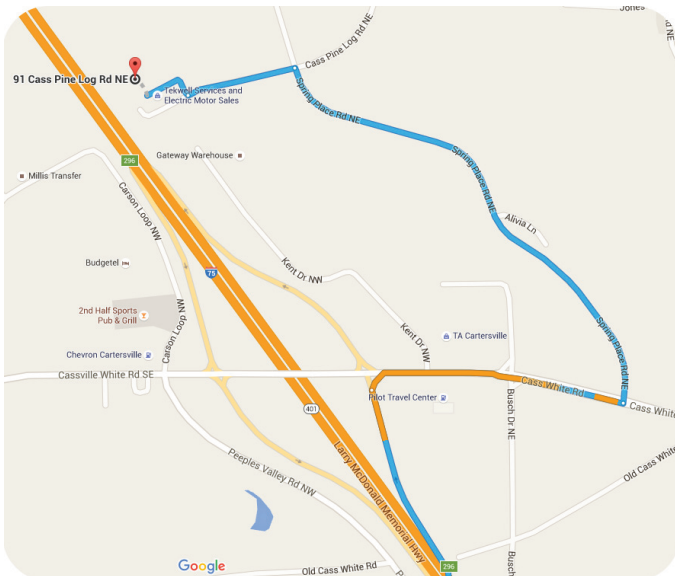 Jones
Rd NE
Cass Pine Log Rd NE
91 Cass Pine Log Rd NE
Tekwell Services and
Electric Motor Sales
Spring Place Rd NE
296
Gateway Warehouse
Spring Place Rd NE
Millis Transfer
Carson Loop NW
Alivia Ln
Budgetel
75
Kent Dr NW
2nd Half Sports
Pub & Grill
Carson Loop NW
Kent Dr NW
TA Cartersville
Spring Place Rd NE
Chevron Cartersville
Cassville White Rd SE
Cass White Rd
Pilot Travel Center
Cass White
401
Busch Dr NE
Larry McDonald Memorial Hwy
Peeples Valley Rd NW
Old Cass White
296
Google
Old Cass White Rd
Busch